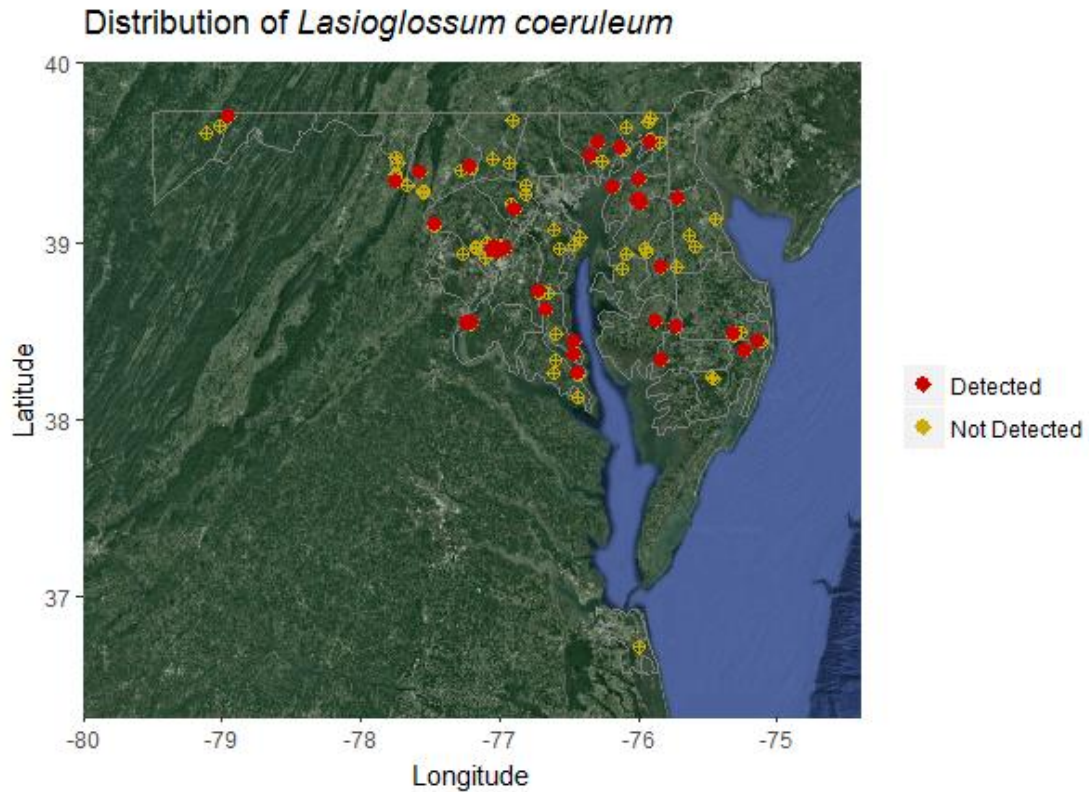 Distribution of Lasioglossum coeruleum
40
39
38
37
Latitude
-80 -79 -78 -77 -76 -75
Longitude
Detected
Not Detected